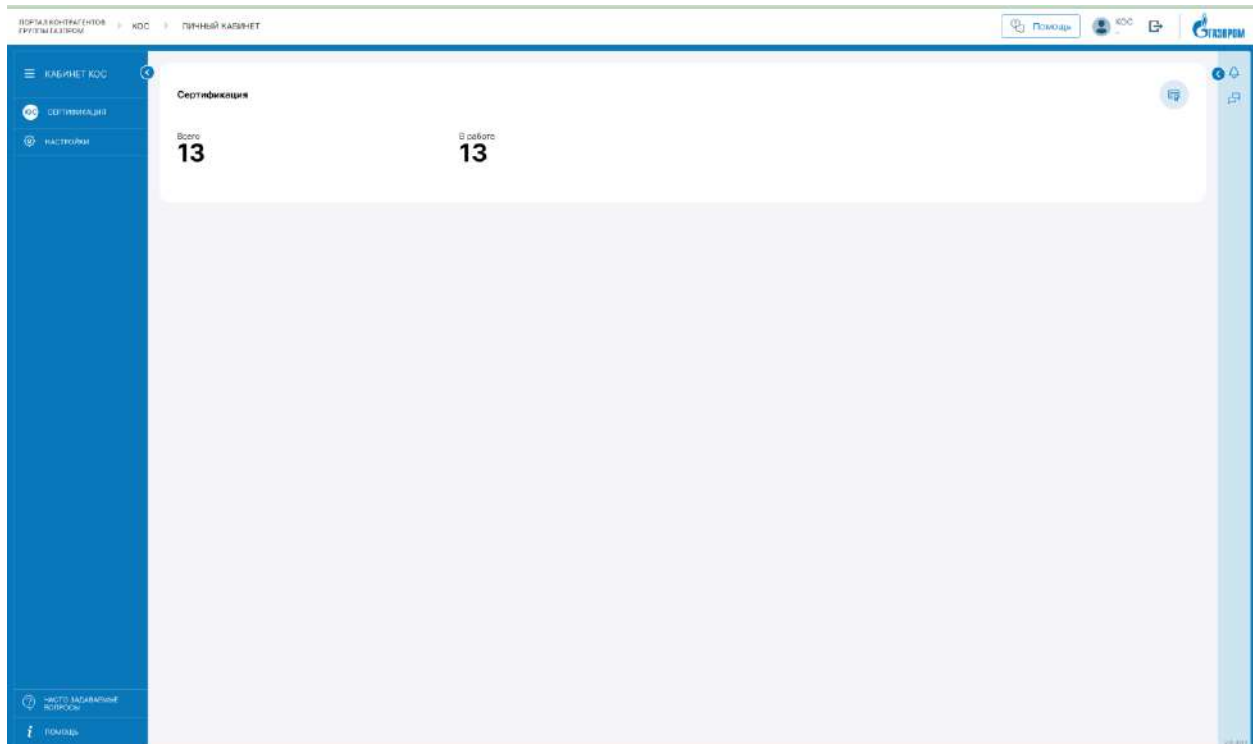 ПОРТАЛ КОНТРАГЕНТОВ
ГРУППЫ ГАЗПРОМ
КОС
ЛИЧНЫЙ КАБИНЕТ
Помощь
КОС
ГАЗПРОМ
КАБИНЕТ КОС
КОС
СЕРТИФИКАЦИЯ
НАСТРОЙКИ
Сертификация
Всего
В работе
13
13
ЧАСТО ЗАДАВАЕМЫЕ
ВОПРОСЫ
ПОМОЩЬ